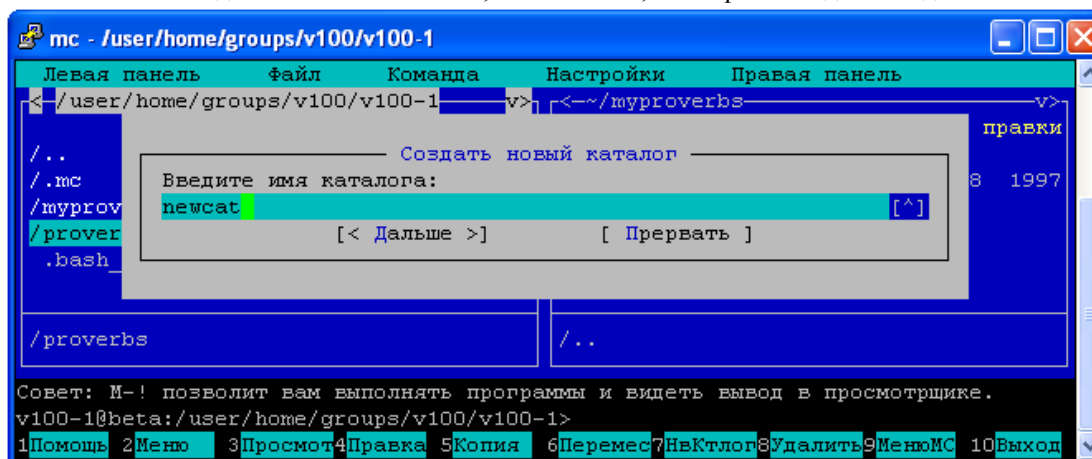 mc - /user/home/groups/v100/v100-1
Левая панель Файл Команда Настройки Правая панель
<-/user/home/groups/v100/v100-1 v> <-~/myproverbs v>
правки
/..
Создать новый каталог
/.mc Введите имя каталога: 8 1997
/myprov newcat [^]
/prover [< Дальше >] [ Прервать ]
.bash_
/proverbs /..
Совет: M-! позволит вам выполнять программы и видеть вывод в просмотрщике.
v100-1@beta:/user/home/groups/v100/v100-1>
1Помощь 2Меню 3Просмот4Правка 5Копия 6Перемес7НвКтлог8Удалить9МенюMC 10Выход